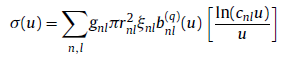 σ(u) = ∑_{n,l} g_{nl} π r_{nl}^2 ξ_{nl} b_{nl}^{(q)}(u) [ ln(c_{nl} u) / u ]